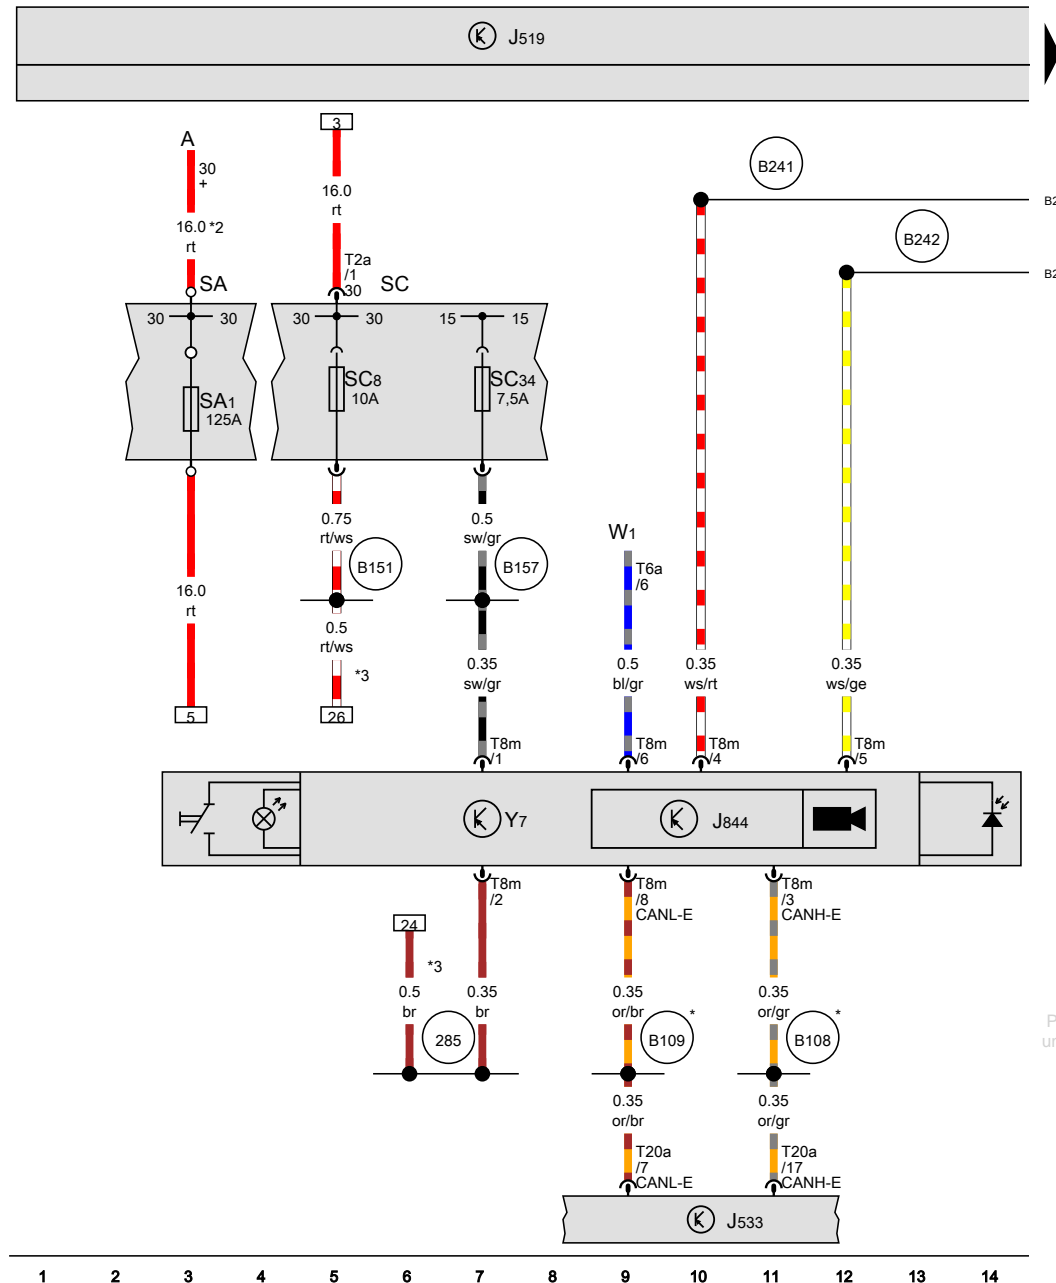 J519
3
A
B241
30
+
16.0
rt
B2
B242
16.0 *2
rt
T2a
/1
30
SA
SC
B2
30 30
30 30
15 15
SA1
125A
SC8
10A
SC34
7,5A
0.75
rt/ws
0.5
sw/gr
W1
B151
B157
T6a
/6
16.0
rt
0.5
rt/ws
*3
0.35
sw/gr
0.5
bl/gr
0.35
ws/rt
0.35
ws/ge
5
26
T8m
/1
T8m
/6
T8m
/4
T8m
/5
Y7
J844
T8m
/2
T8m
/8
CANL-E
T8m
/3
CANH-E
24
*3
0.5
br
0.35
br
0.35
or/br
0.35
or/gr
285
B109
*
B108
*
P
ur
0.35
or/br
0.35
or/gr
T20a
/7
CANL-E
T20a
/17
CANH-E
J533
1 2 3 4 5 6 7 8 9 10 11 12 13 14